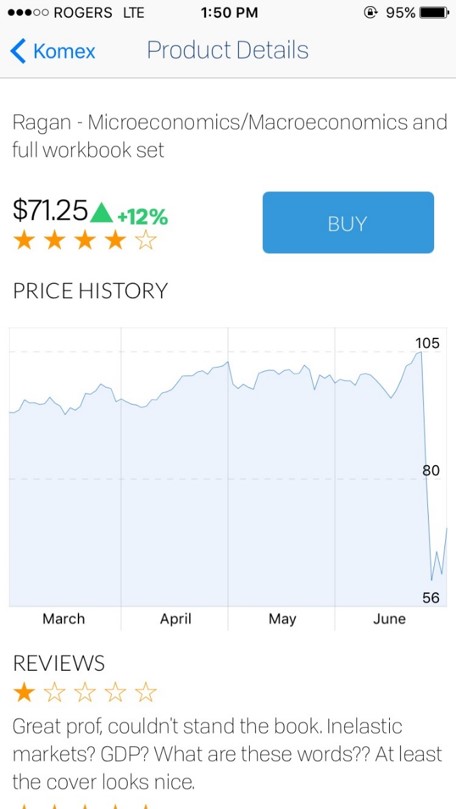 ROGERS LTE 1:50 PM 95%
Komex Product Details
Ragan - Microeconomics/Macroeconomics and
full workbook set
$71.25 +12%
BUY
PRICE HISTORY
105
80
56
March April May June
REVIEWS
Great prof, couldn't stand the book. Inelastic
markets? GDP? What are these words?? At least
the cover looks nice.